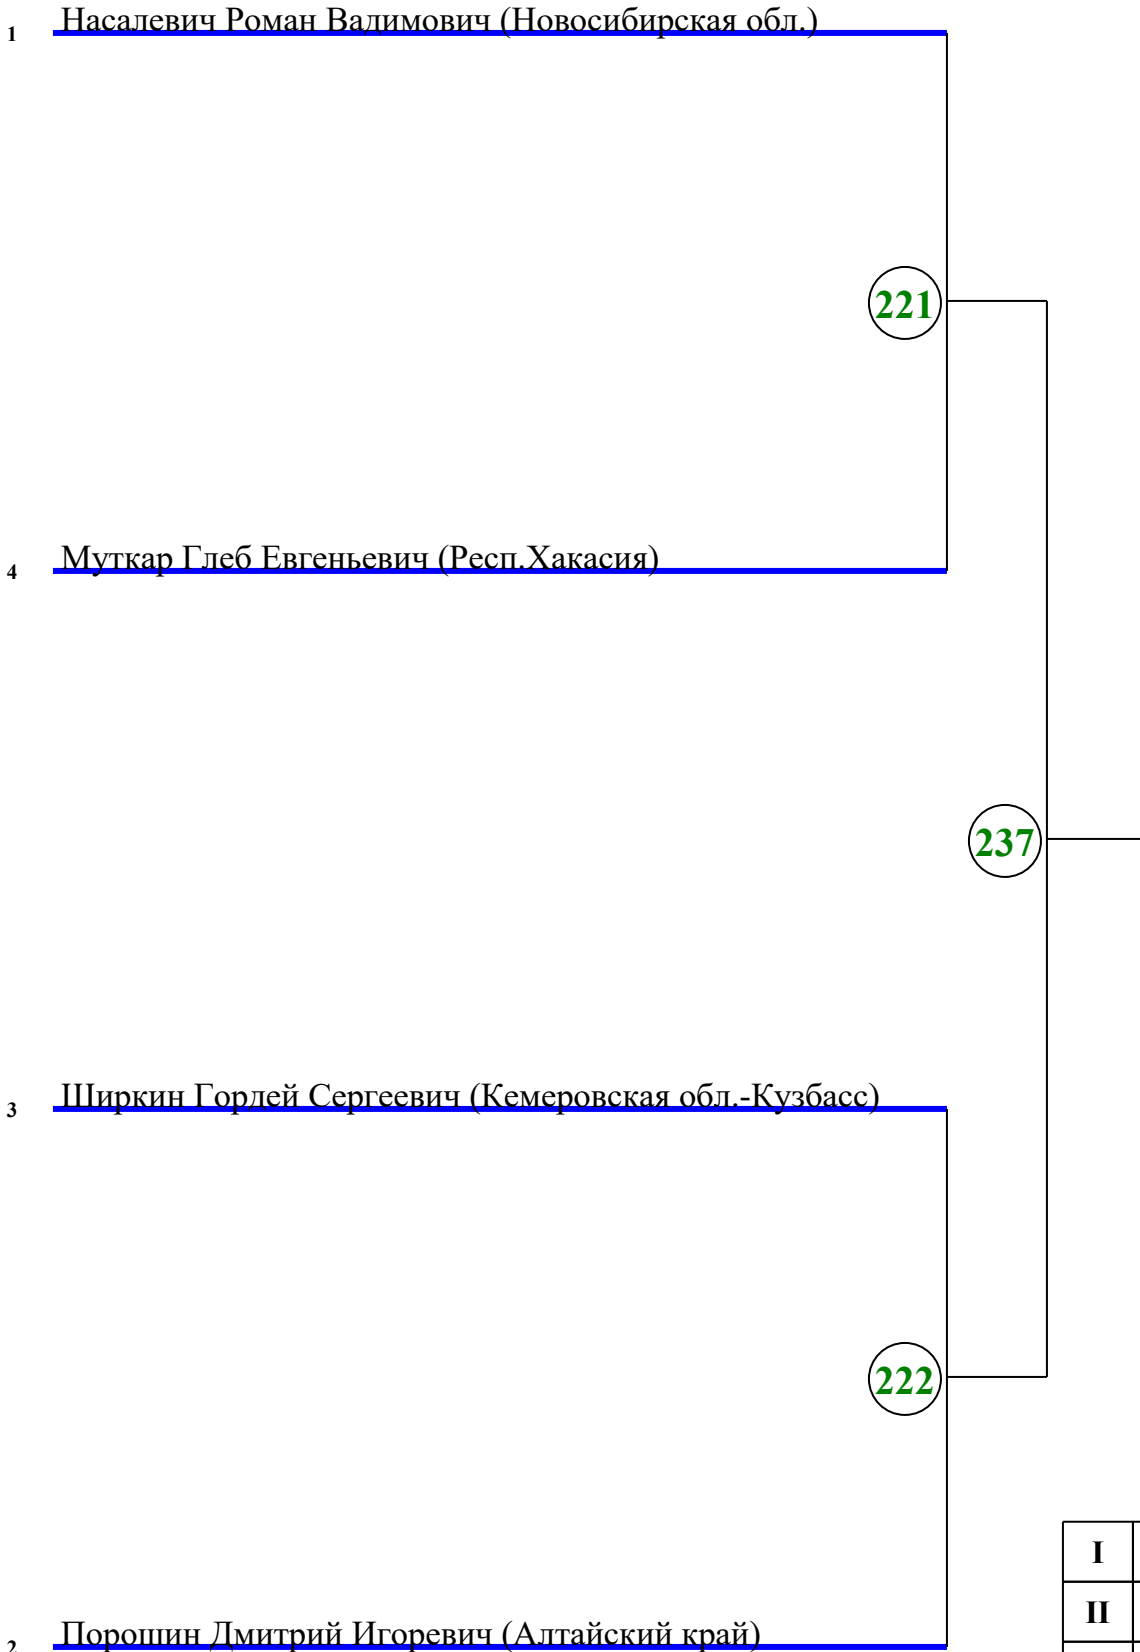 1 Насалевич Роман Вадимович (Новосибирская обл.)
221
4 Муткар Глеб Евгеньевич (Респ.Хакасия)
237
3 Ширкин Гордей Сергеевич (Кемеровская обл.-Кузбасс)
222
I
II
2 Порошин Дмитрий Игоревич (Алтайский край)